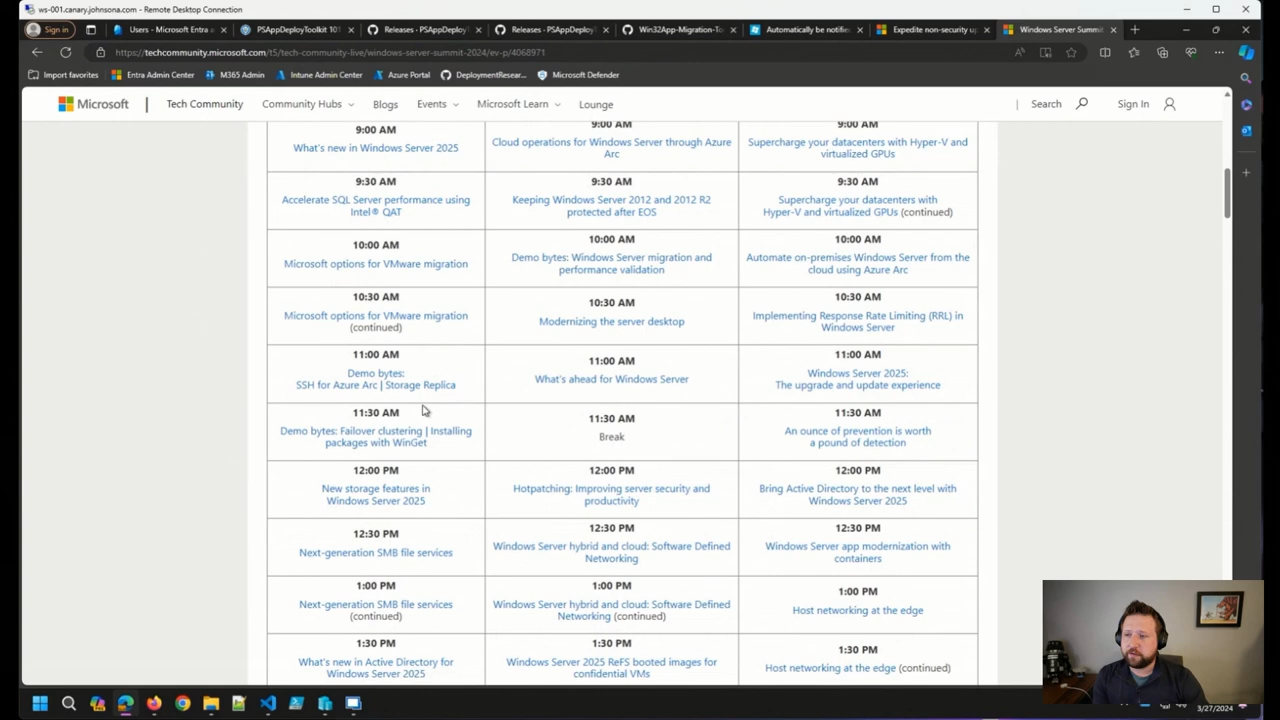 ws-001.canary.johnsona.com - Remote Desktop Connection
Sign in
Users - Microsoft Entra a
PSAppDeployToolkit 101
Releases · PSAppDeploy
Releases · PSAppDeploy
Win32App-Migration-To
Automatically be notifie
Expedite non-security u
Windows Server Summit
https://techcommunity.microsoft.com/t5/tech-community-live/windows-server-summit-2024/ev-p/4068971
Import favorites
Entra Admin Center
M365 Admin
Intune Admin Center
Azure Portal
DeploymentResear...
Microsoft Defender
Microsoft
Tech Community
Community Hubs
Blogs
Events
Microsoft Learn
Lounge
Search
Sign In
9:00 AM
What's new in Windows Server 2025
9:00 AM
Cloud operations for Windows Server through Azure
Arc
9:00 AM
Supercharge your datacenters with Hyper-V and
virtualized GPUs
9:30 AM
Accelerate SQL Server performance using
Intel® QAT
9:30 AM
Keeping Windows Server 2012 and 2012 R2
protected after EOS
9:30 AM
Supercharge your datacenters with
Hyper-V and virtualized GPUs (continued)
10:00 AM
Microsoft options for VMware migration
10:00 AM
Demo bytes: Windows Server migration and
performance validation
10:00 AM
Automate on-premises Windows Server from the
cloud using Azure Arc
10:30 AM
Microsoft options for VMware migration
(continued)
10:30 AM
Modernizing the server desktop
10:30 AM
Implementing Response Rate Limiting (RRL) in
Windows Server
11:00 AM
Demo bytes:
SSH for Azure Arc | Storage Replica
11:00 AM
What's ahead for Windows Server
11:00 AM
Windows Server 2025:
The upgrade and update experience
11:30 AM
Demo bytes: Failover clustering | Installing
packages with WinGet
11:30 AM
Break
11:30 AM
An ounce of prevention is worth
a pound of detection
12:00 PM
New storage features in
Windows Server 2025
12:00 PM
Hotpatching: Improving server security and
productivity
12:00 PM
Bring Active Directory to the next level with
Windows Server 2025
12:30 PM
Next-generation SMB file services
12:30 PM
Windows Server hybrid and cloud: Software Defined
Networking
12:30 PM
Windows Server app modernization with
containers
1:00 PM
Next-generation SMB file services
(continued)
1:00 PM
Windows Server hybrid and cloud: Software Defined
Networking (continued)
1:00 PM
Host networking at the edge
1:30 PM
What's new in Active Directory for
Windows Server 2025
1:30 PM
Windows Server 2025 ReFS booted images for
confidential VMs
1:30 PM
Host networking at the edge (continued)
3/27/2024